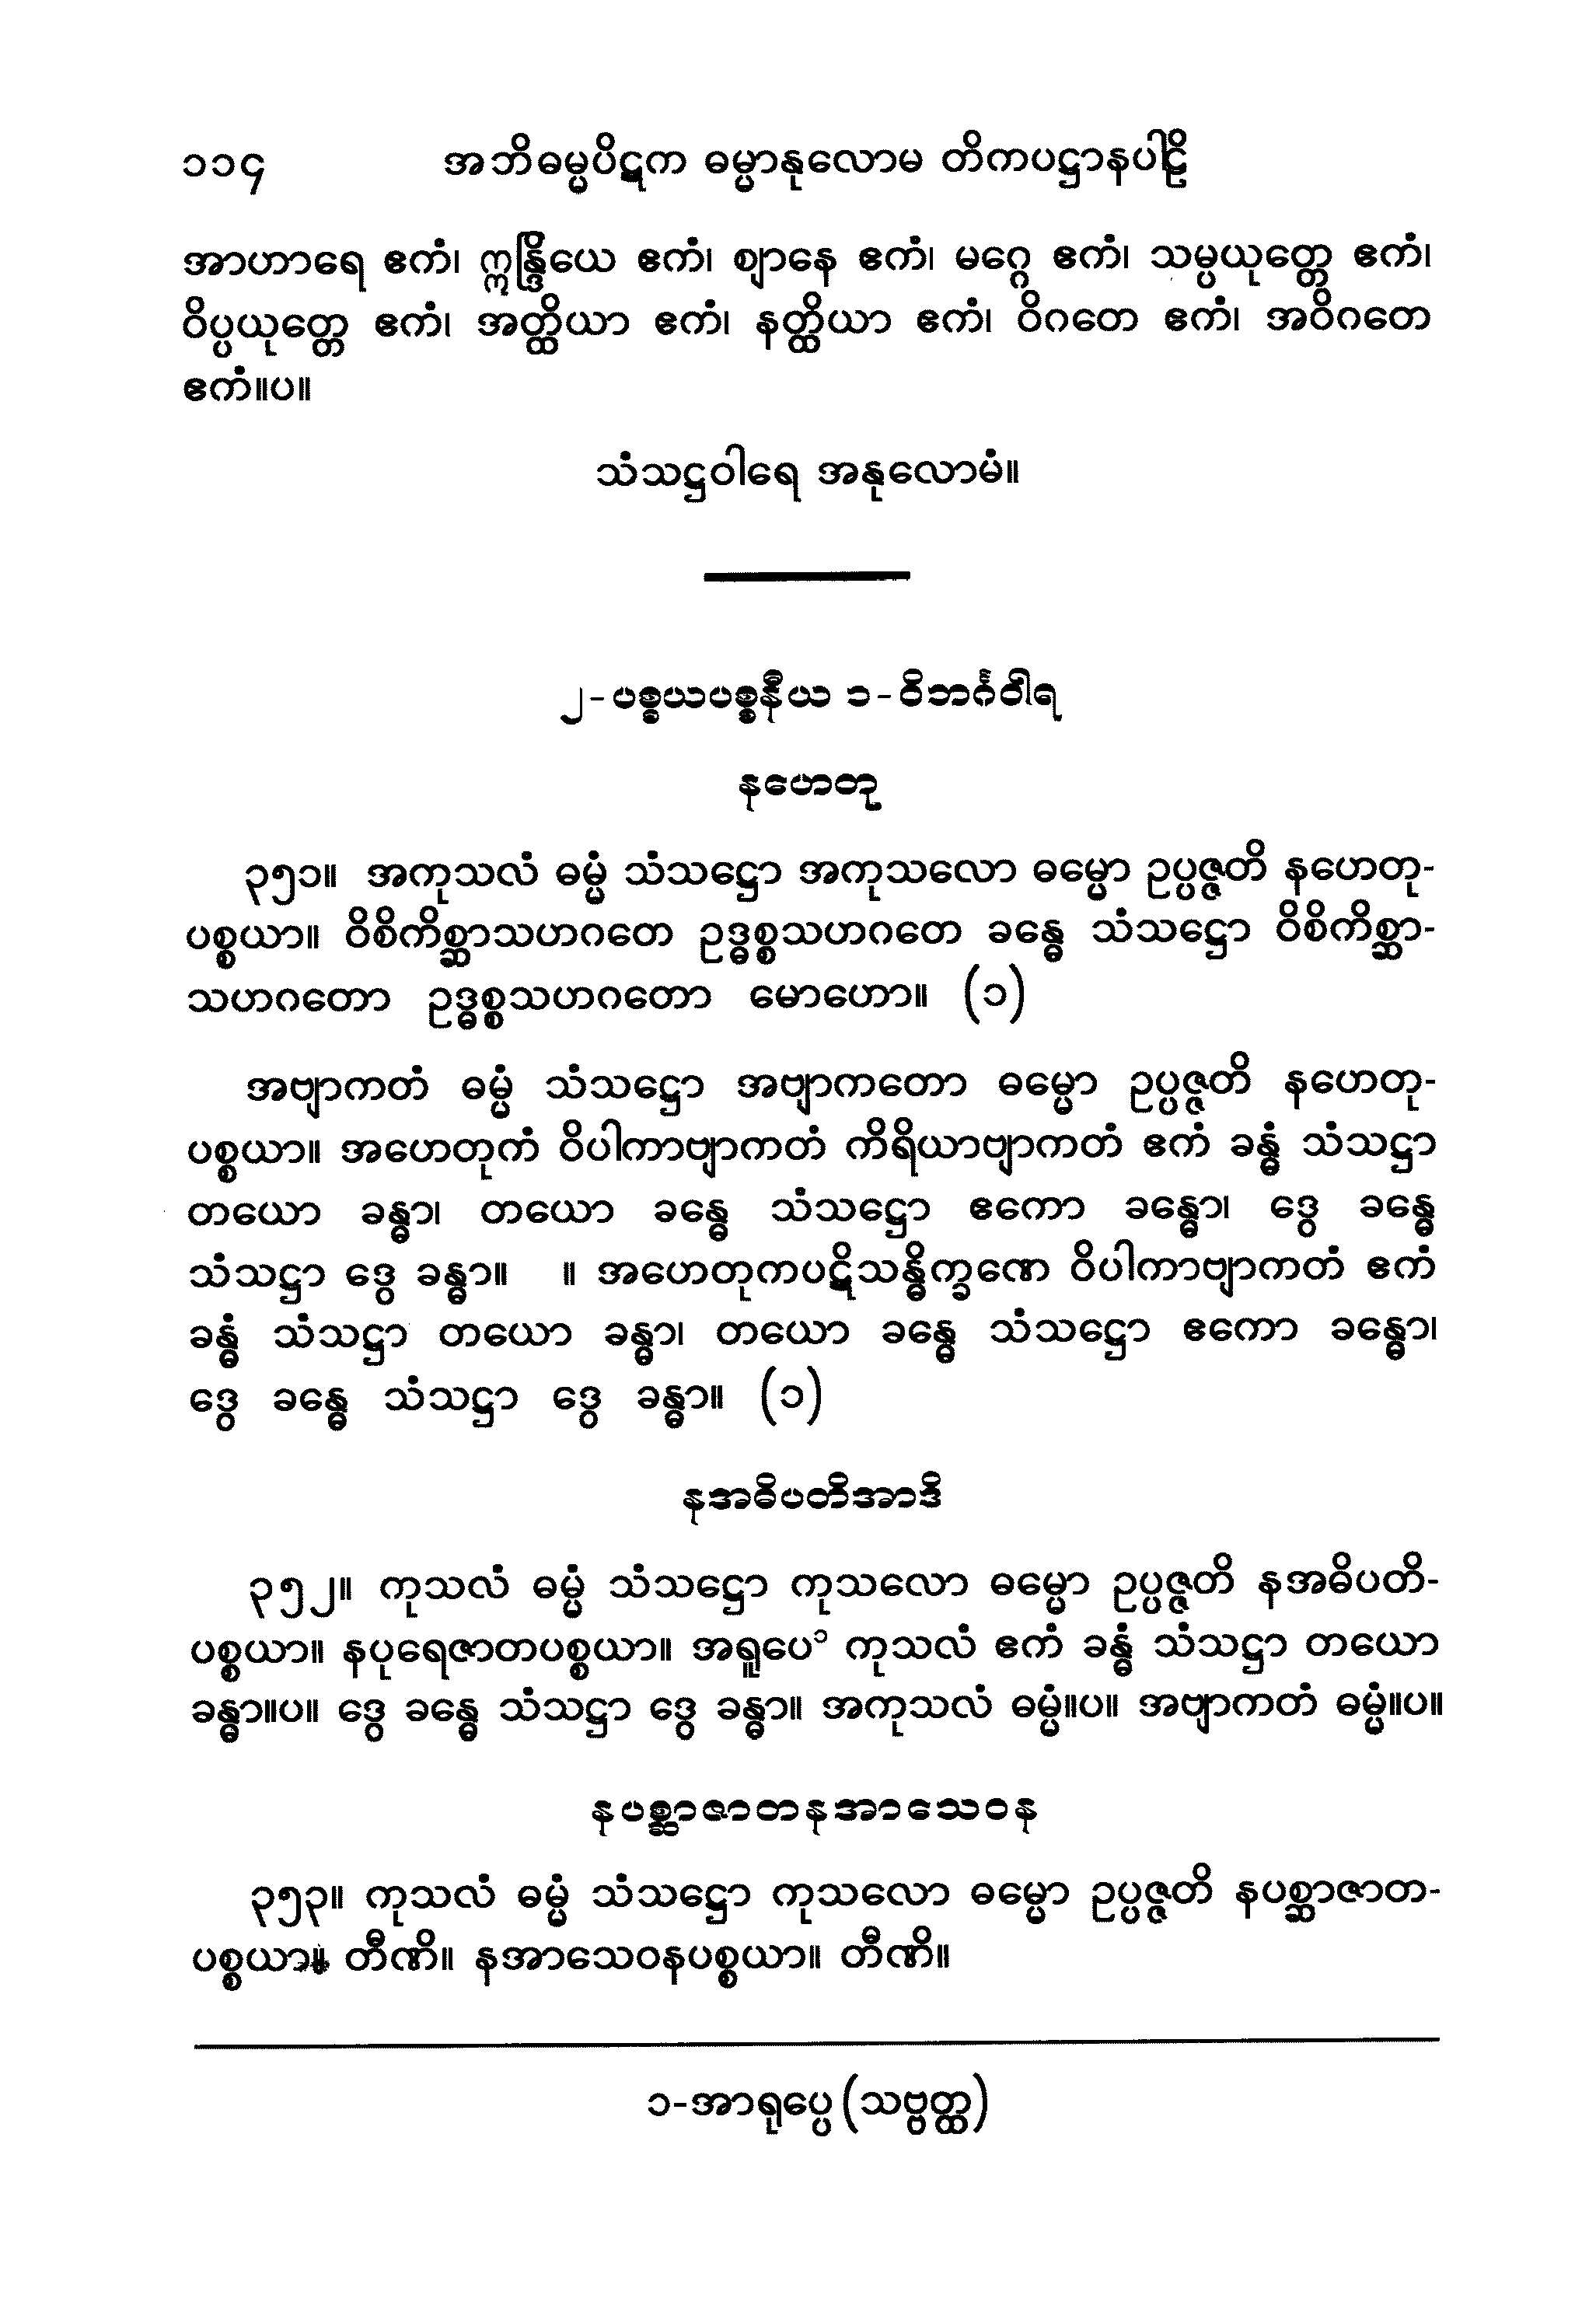 ၁၁၄ အဘိဓမ္မပိဋက ဓမ္မာနုလောမ တိကပဋ္ဌာနပါဠိ
အာဟာရေ ဧကံ၊ ဣန္ဒြိယေ ဧကံ၊ ဈာနေ ဧကံ၊ မဂ္ဂေ ဧကံ၊ သမ္ပယုတ္တေ ဧကံ၊
ဝိပ္ပယုတ္တေ ဧကံ၊ အတ္ထိယာ ဧကံ၊ နတ္ထိယာ ဧကံ၊ ဝိဂတေ ဧကံ၊ အဝိဂတေ
ဧကံ။ပ။
သံသဋ္ဌဝါရေ အနုလောမံ။
၂-ပစ္စယပစ္စနီယ ၁-ဝိဘင်္ဂဝါရ
နဟေတု
၃၅၁။ အကုသလံ ဓမ္မံ သံသဋ္ဌော အကုသလော ဓမ္မော ဥပ္ပဇ္ဇတိ နဟေတု-
ပစ္စယာ။ ဝိစိကိစ္ဆာသဟဂတေ ဥဒ္ဓစ္စသဟဂတေ ခန္ဓေ သံသဋ္ဌော ဝိစိကိစ္ဆာ-
သဟဂတော ဥဒ္ဓစ္စသဟဂတော မောဟော။ (၁)
အဗျာကတံ ဓမ္မံ သံသဋ္ဌော အဗျာကတော ဓမ္မော ဥပ္ပဇ္ဇတိ နဟေတု-
ပစ္စယာ။ အဟေတုကံ ဝိပါကာဗျာကတံ ကိရိယာဗျာကတံ ဧကံ ခန္ဓံ သံသဋ္ဌာ
တယော ခန္ဓာ၊ တယော ခန္ဓေ သံသဋ္ဌော ဧကော ခန္ဓော၊ ဒွေ ခန္ဓေ
သံသဋ္ဌာ ဒွေ ခန္ဓာ။ ။ အဟေတုကပဋိသန္ဓိက္ခဏေ ဝိပါကာဗျာကတံ ဧကံ
ခန္ဓံ သံသဋ္ဌာ တယော ခန္ဓာ၊ တယော ခန္ဓေ သံသဋ္ဌော ဧကော ခန္ဓော၊
ဒွေ ခန္ဓေ သံသဋ္ဌာ ဒွေ ခန္ဓာ။ (၁)
နအဓိပတိအာဒိ
၃၅၂။ ကုသလံ ဓမ္မံ သံသဋ္ဌော ကုသလော ဓမ္မော ဥပ္ပဇ္ဇတိ နအဓိပတိ-
ပစ္စယာ။ နပုရေဇာတပစ္စယာ။ အရူပေ၁ ကုသလံ ဧကံ ခန္ဓံ သံသဋ္ဌာ တယော
ခန္ဓာ။ပ။ ဒွေ ခန္ဓေ သံသဋ္ဌာ ဒွေ ခန္ဓာ။ အကုသလံ ဓမ္မံ။ပ။ အဗျာကတံ ဓမ္မံ။ပ။
နပစ္ဆာဇာတနအာသေဝန
၃၅၃။ ကုသလံ ဓမ္မံ သံသဋ္ဌော ကုသလော ဓမ္မော ဥပ္ပဇ္ဇတိ နပစ္ဆာဇာတ-
ပစ္စယာ။ တီဏိ။ နအာသေဝနပစ္စယာ။ တီဏိ။
၁-အာရုပ္ပေ (သဗ္ဗတ္ထ)